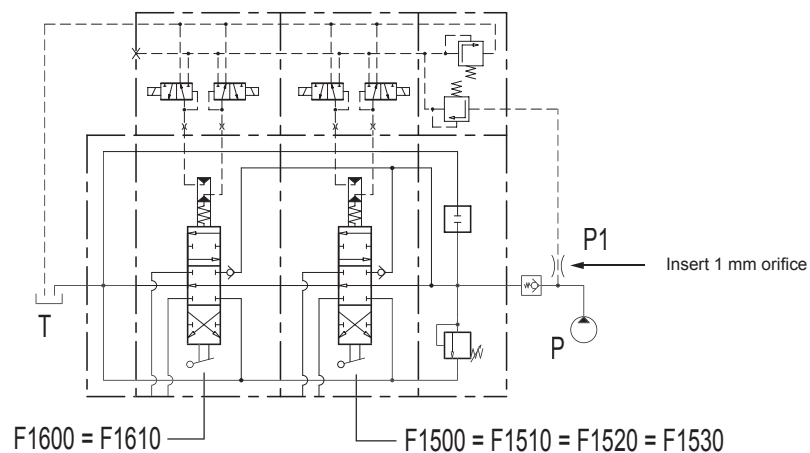 P1
Insert 1 mm orifice
T
P
F1600 = F1610
F1500 = F1510 = F1520 = F1530